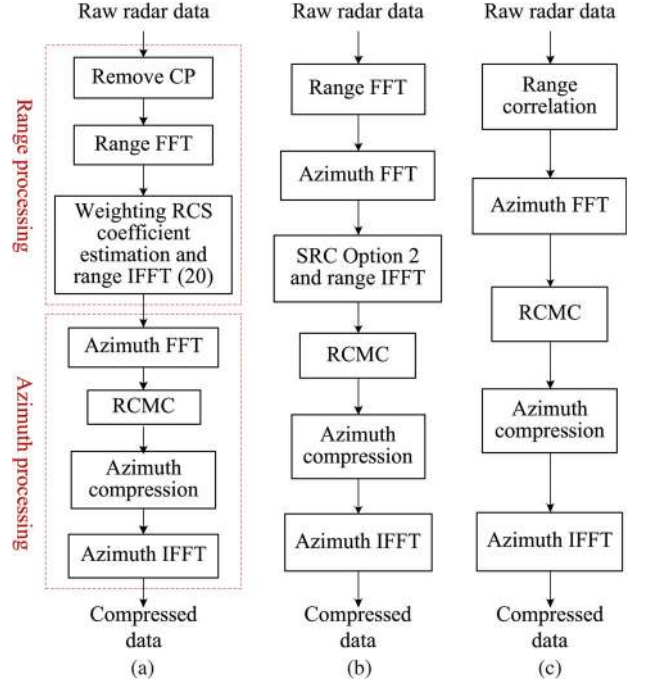 Raw radar data
Range processing
Remove CP
Range FFT
Weighting RCS
coefficient
estimation and
range IFFT (20)
Azimuth processing
Azimuth FFT
RCMC
Azimuth
compression
Azimuth IFFT
Compressed
data
(a)
Raw radar data
Range FFT
Azimuth FFT
SRC Option 2
and range IFFT
RCMC
Azimuth
compression
Azimuth IFFT
Compressed
data
(b)
Raw radar data
Range
correlation
Azimuth FFT
RCMC
Azimuth
compression
Azimuth IFFT
Compressed
data
(c)